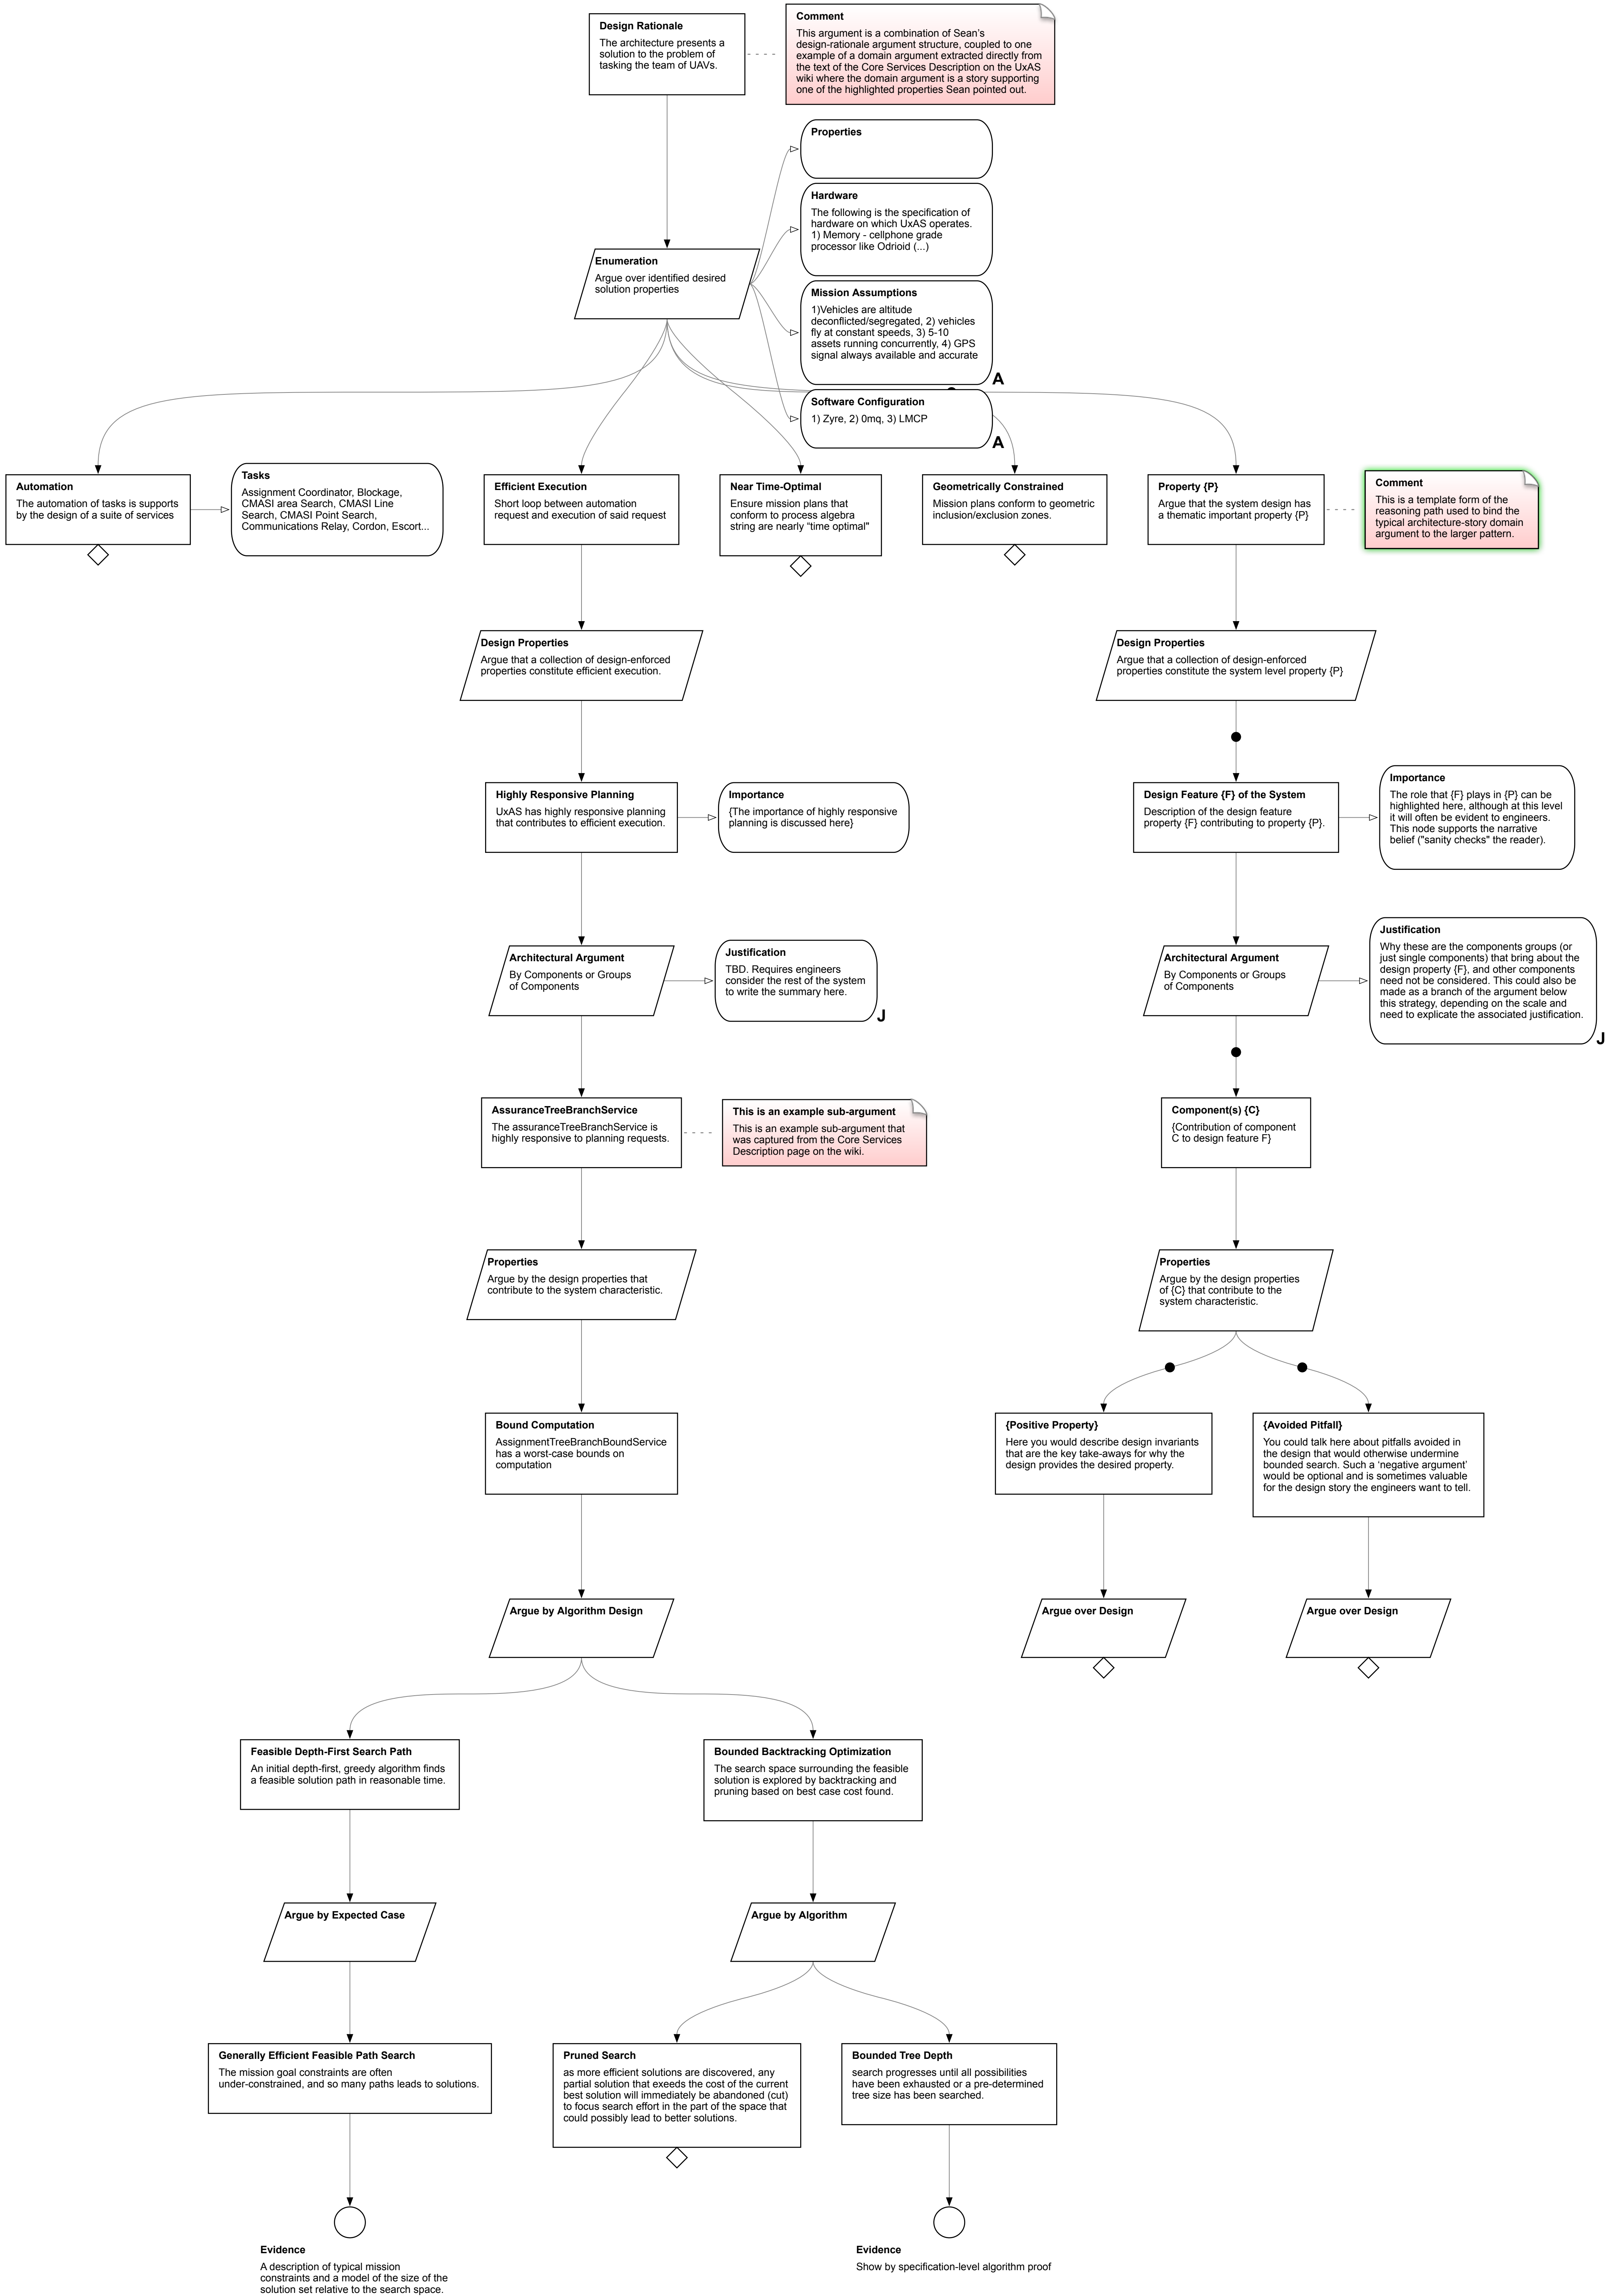 Design Rationale
The architecture presents a
solution to the problem of
tasking the team of UAVs.
Comment
This argument is a combination of Sean's
design-rationale argument structure, coupled to one
example of a domain argument extracted directly from
the text of the Core Services Description on the UxAS
wiki where the domain argument is a story supporting
one of the highlighted properties Sean pointed out.
Properties
Hardware
The following is the specification of
hardware on which UxAS operates.
1) Memory - cellphone grade
processor like Odrioid (...)
Enumeration
Argue over identified desired
solution properties
Mission Assumptions
1)Vehicles are altitude
deconflicted/segregated, 2) vehicles
fly at constant speeds, 3) 5-10
assets running concurrently, 4) GPS
signal always available and accurate
A
Software Configuration
1) Zyre, 2) 0mq, 3) LMCP
A
Automation
The automation of tasks is supports
by the design of a suite of services
Tasks
Assignment Coordinator, Blockage,
CMASI area Search, CMASI Line
Search, CMASI Point Search,
Communications Relay, Cordon, Escort...
Efficient Execution
Short loop between automation
request and execution of said request
Near Time-Optimal
Ensure mission plans that
conform to process algebra
string are nearly “time optimal"
Geometrically Constrained
Mission plans conform to geometric
inclusion/exclusion zones.
Property {P}
Argue that the system design has
a thematic important property {P}
Comment
This is a template form of the
reasoning path used to bind the
typical architecture-story domain
argument to the larger pattern.
Design Properties
Argue that a collection of design-enforced
properties constitute efficient execution.
Design Properties
Argue that a collection of design-enforced
properties constitute the system level property {P}
Highly Responsive Planning
UxAS has highly responsive planning
that contributes to efficient execution.
Importance
{The importance of highly responsive
planning is discussed here}
Design Feature {F} of the System
Description of the design feature
property {F} contributing to property {P}.
Importance
The role that {F} plays in {P} can be
highlighted here, although at this level
it will often be evident to engineers.
This node supports the narrative
belief ("sanity checks" the reader).
Architectural Argument
By Components or Groups
of Components
Justification
TBD. Requires engineers
consider the rest of the system
to write the summary here.
J
Architectural Argument
By Components or Groups
of Components
Justification
Why these are the components groups (or
just single components) that bring about the
design property {F}, and other components
need not be considered. This could also be
made as a branch of the argument below
this strategy, depending on the scale and
need to explicate the associated justification.
J
AssuranceTreeBranchService
The assuranceTreeBranchService is
highly responsive to planning requests.
This is an example sub-argument
This is an example sub-argument that
was captured from the Core Services
Description page on the wiki.
Component(s) {C}
{Contribution of component
C to design feature F}
Properties
Argue by the design properties that
contribute to the system characteristic.
Properties
Argue by the design properties
of {C} that contribute to the
system characteristic.
Bound Computation
AssignmentTreeBranchBoundService
has a worst-case bounds on
computation
{Positive Property}
Here you would describe design invariants
that are the key take-aways for why the
design provides the desired property.
{Avoided Pitfall}
You could talk here about pitfalls avoided in
the design that would otherwise undermine
bounded search. Such a ‘negative argument’
would be optional and is sometimes valuable
for the design story the engineers want to tell.
Argue by Algorithm Design
Argue over Design
Argue over Design
Feasible Depth-First Search Path
An initial depth-first, greedy algorithm finds
a feasible solution path in reasonable time.
Bounded Backtracking Optimization
The search space surrounding the feasible
solution is explored by backtracking and
pruning based on best case cost found.
Argue by Expected Case
Argue by Algorithm
Generally Efficient Feasible Path Search
The mission goal constraints are often
under-constrained, and so many paths leads to solutions.
Pruned Search
as more efficient solutions are discovered, any
partial solution that exeeds the cost of the current
best solution will immediately be abandoned (cut)
to focus search effort in the part of the space that
could possibly lead to better solutions.
Bounded Tree Depth
search progresses until all possibilities
have been exhausted or a pre-determined
tree size has been searched.
Evidence
A description of typical mission
constraints and a model of the size of the
solution set relative to the search space.
Evidence
Show by specification-level algorithm proof